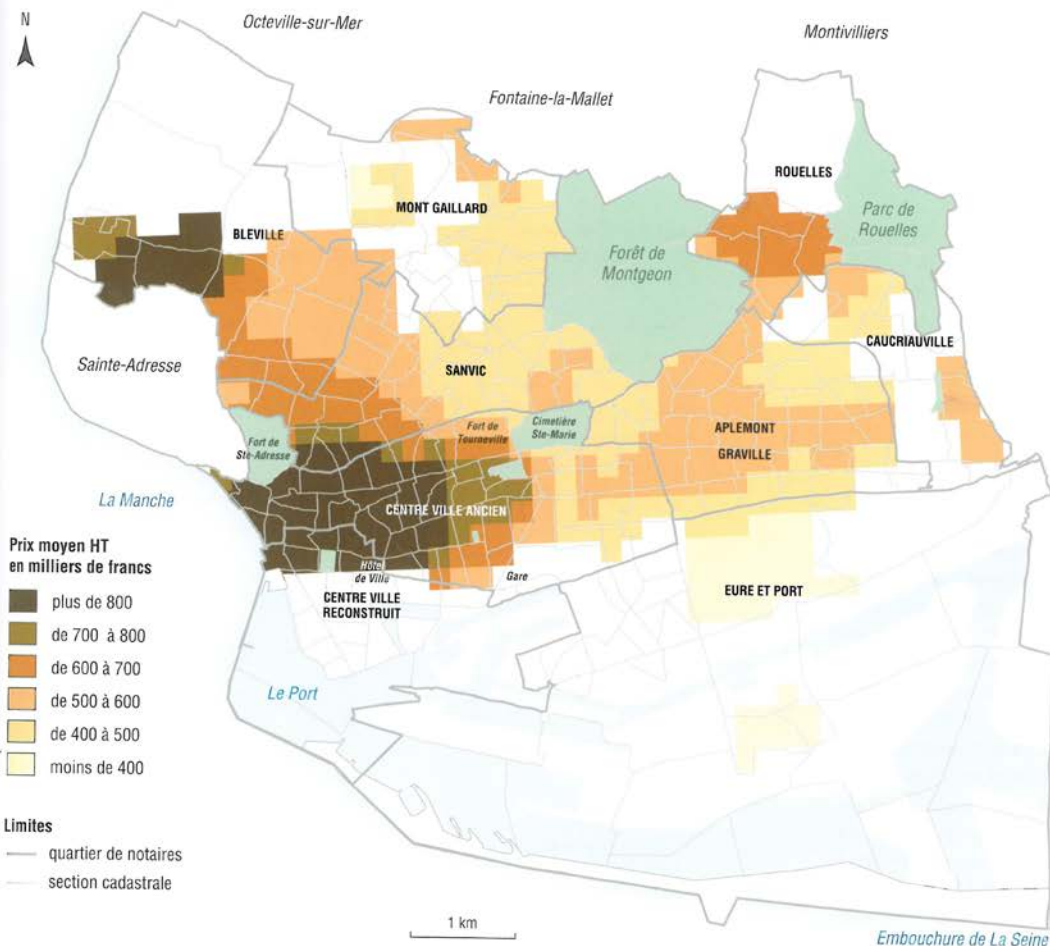 N
Octeville-sur-Mer
Montivilliers
Fontaine-la-Mallet
ROUELLES
Parc de
Rouelles
MONT GAILLARD
BLEVILLE
Forêt de
Montgeon
Sainte-Adresse
SANVIC
CAUCRIAUVILLE
Fort de
Ste-Adresse
Fort de
Tourneville
Cimetière
Ste-Marie
APLEMONT
GRAVILLE
La Manche
CENTRE VILLE ANCIEN
Hôtel
de Ville
Gare
CENTRE VILLE
RECONSTRUIT
EURE ET PORT
Le Port
Prix moyen HT
en milliers de francs
plus de 800
de 700 à 800
de 600 à 700
de 500 à 600
de 400 à 500
moins de 400
Limites
quartier de notaires
section cadastrale
1 km
Embouchure de La Seine